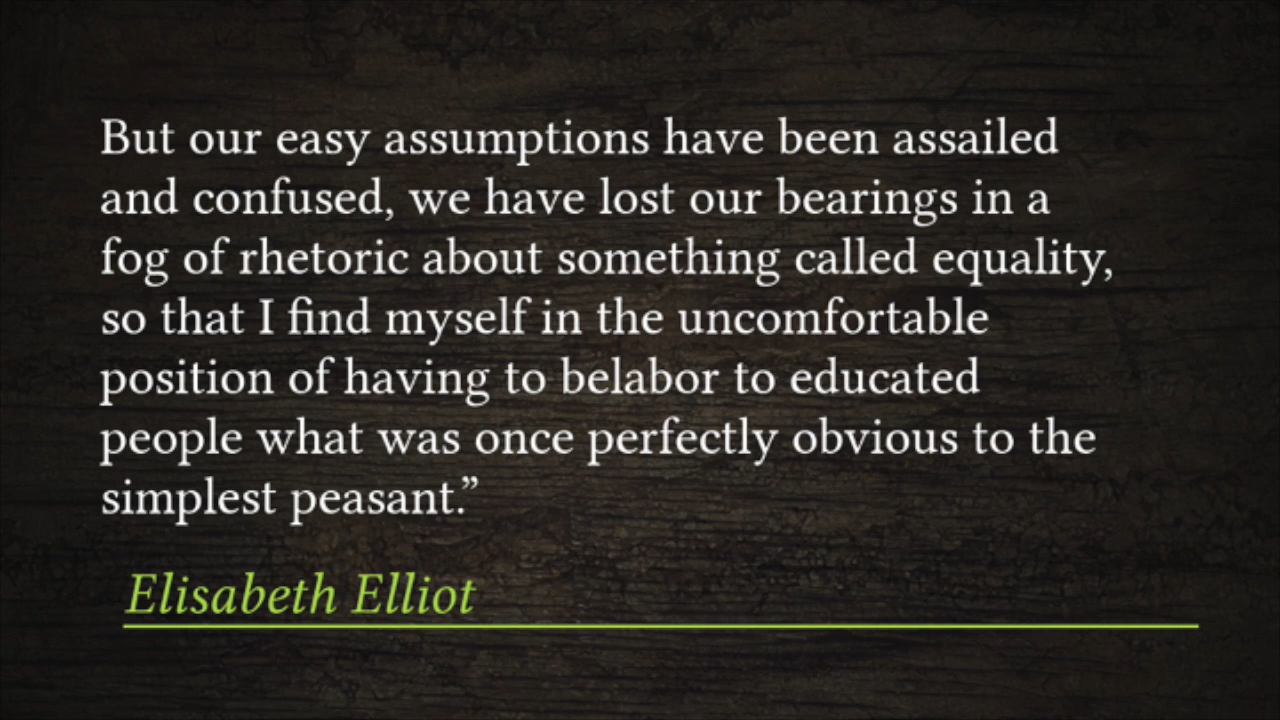 But our easy assumptions have been assailed
and confused, we have lost our bearings in a
fog of rhetoric about something called equality,
so that I find myself in the uncomfortable
position of having to belabor to educated
people what was once perfectly obvious to the
simplest peasant.”
Elisabeth Elliot